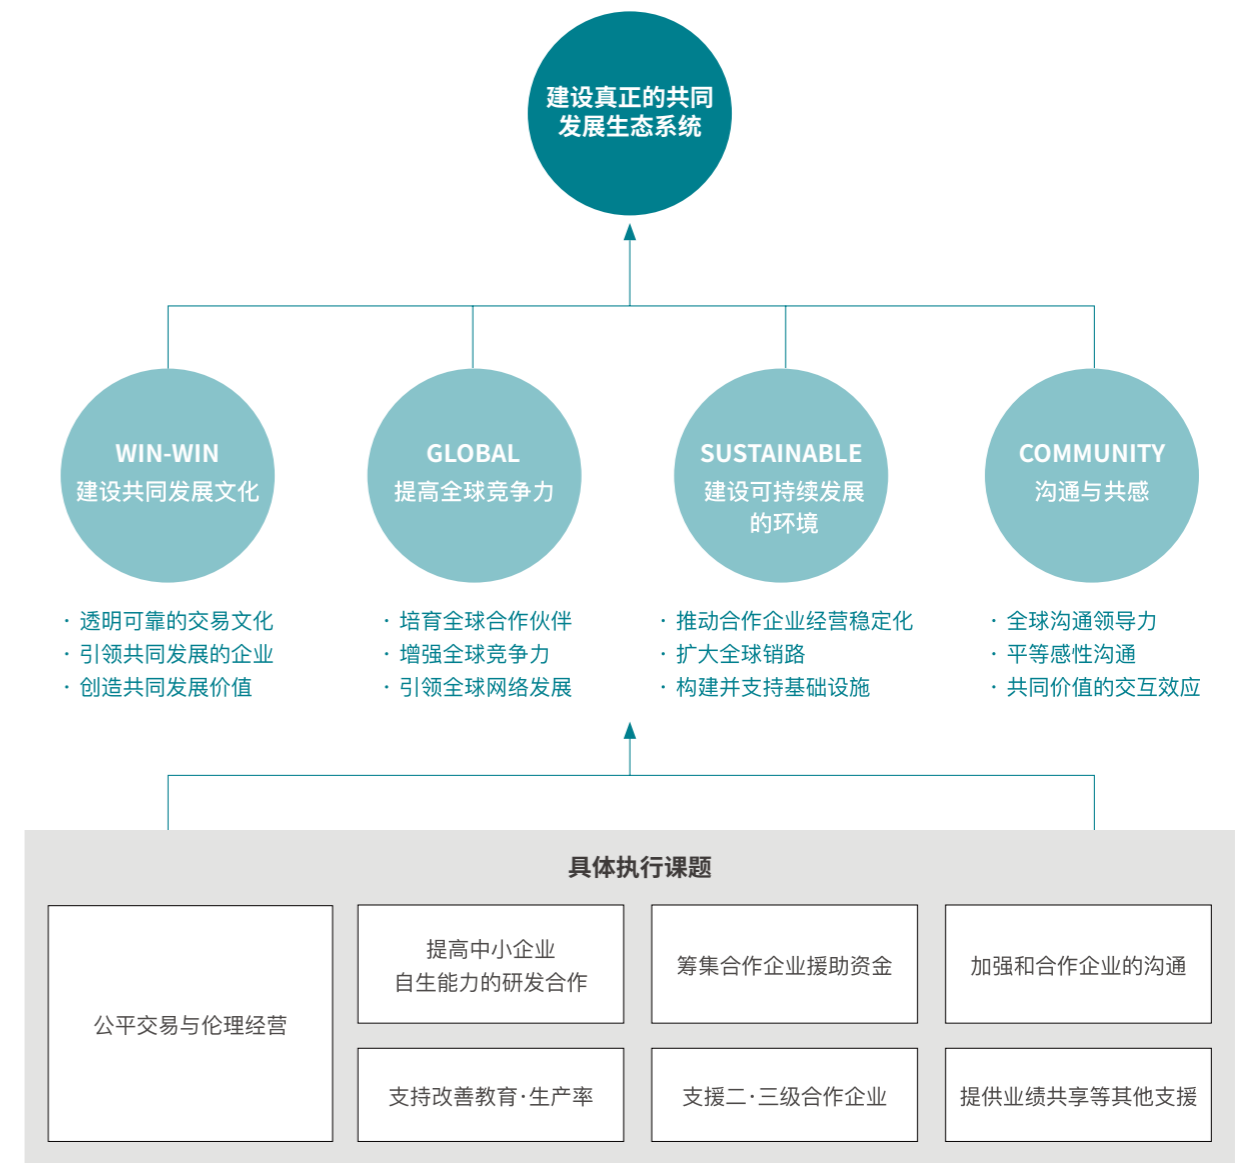 建设真正的共同
发展生态系统
WIN-WIN
建设共同发展文化
GLOBAL
提高全球竞争力
SUSTAINABLE
建设可持续发展
的环境
COMMUNITY
沟通与共感
· 透明可靠的交易文化
· 引领共同发展的企业
· 创造共同发展价值
· 培育全球合作伙伴
· 增强全球竞争力
· 引领全球网络发展
· 推动合作企业经营稳定化
· 扩大全球销路
· 构建并支持基础设施
· 全球沟通领导力
· 平等感性沟通
· 共同价值的交互效应
具体执行课题
公平交易与伦理经营
提高中小企业
自生能力的研发合作
筹集合作企业援助资金
加强和合作企业的沟通
支持改善教育·生产率
支援二·三级合作企业
提供业绩共享等其他支援